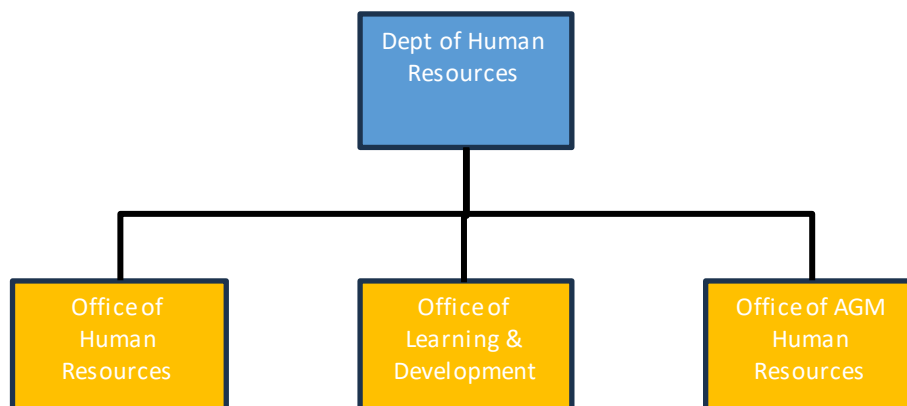 Dept of Human
Resources
Office of
Human
Resources
Office of
Learning &
Development
Office of AGM
Human
Resources